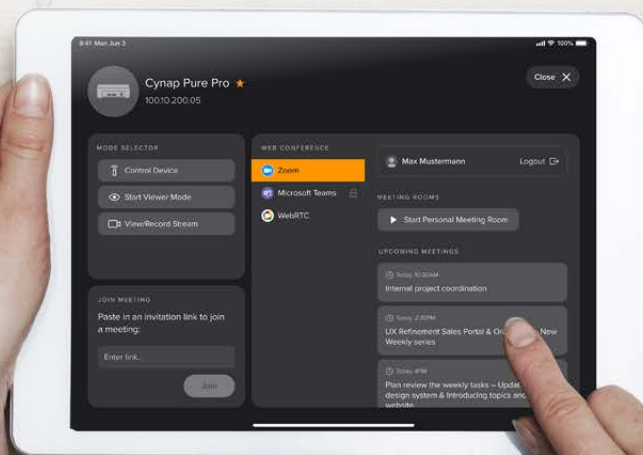 9:41 Mon Jun 3
100%
Cynap Pure Pro
100.10.200.05
Close
MODE SELECTOR
Control Device
Start Viewer Mode
View/Record Stream
JOIN MEETING
Paste in an invitation link to join
a meeting:
Enter link...
Join
WEB CONFERENCE
Zoom
Microsoft Teams
WebRTC
Max Mustermann
Logout
MEETING ROOMS
Start Personal Meeting Room
UPCOMING MEETINGS
Today, 10:30AM
Internal project coordination
Today, 2:30PM
UX Refinement Sales Portal & New
Weekly series
Today, 4PM
Plan review the weekly tasks –
design system & Introducing topics
website